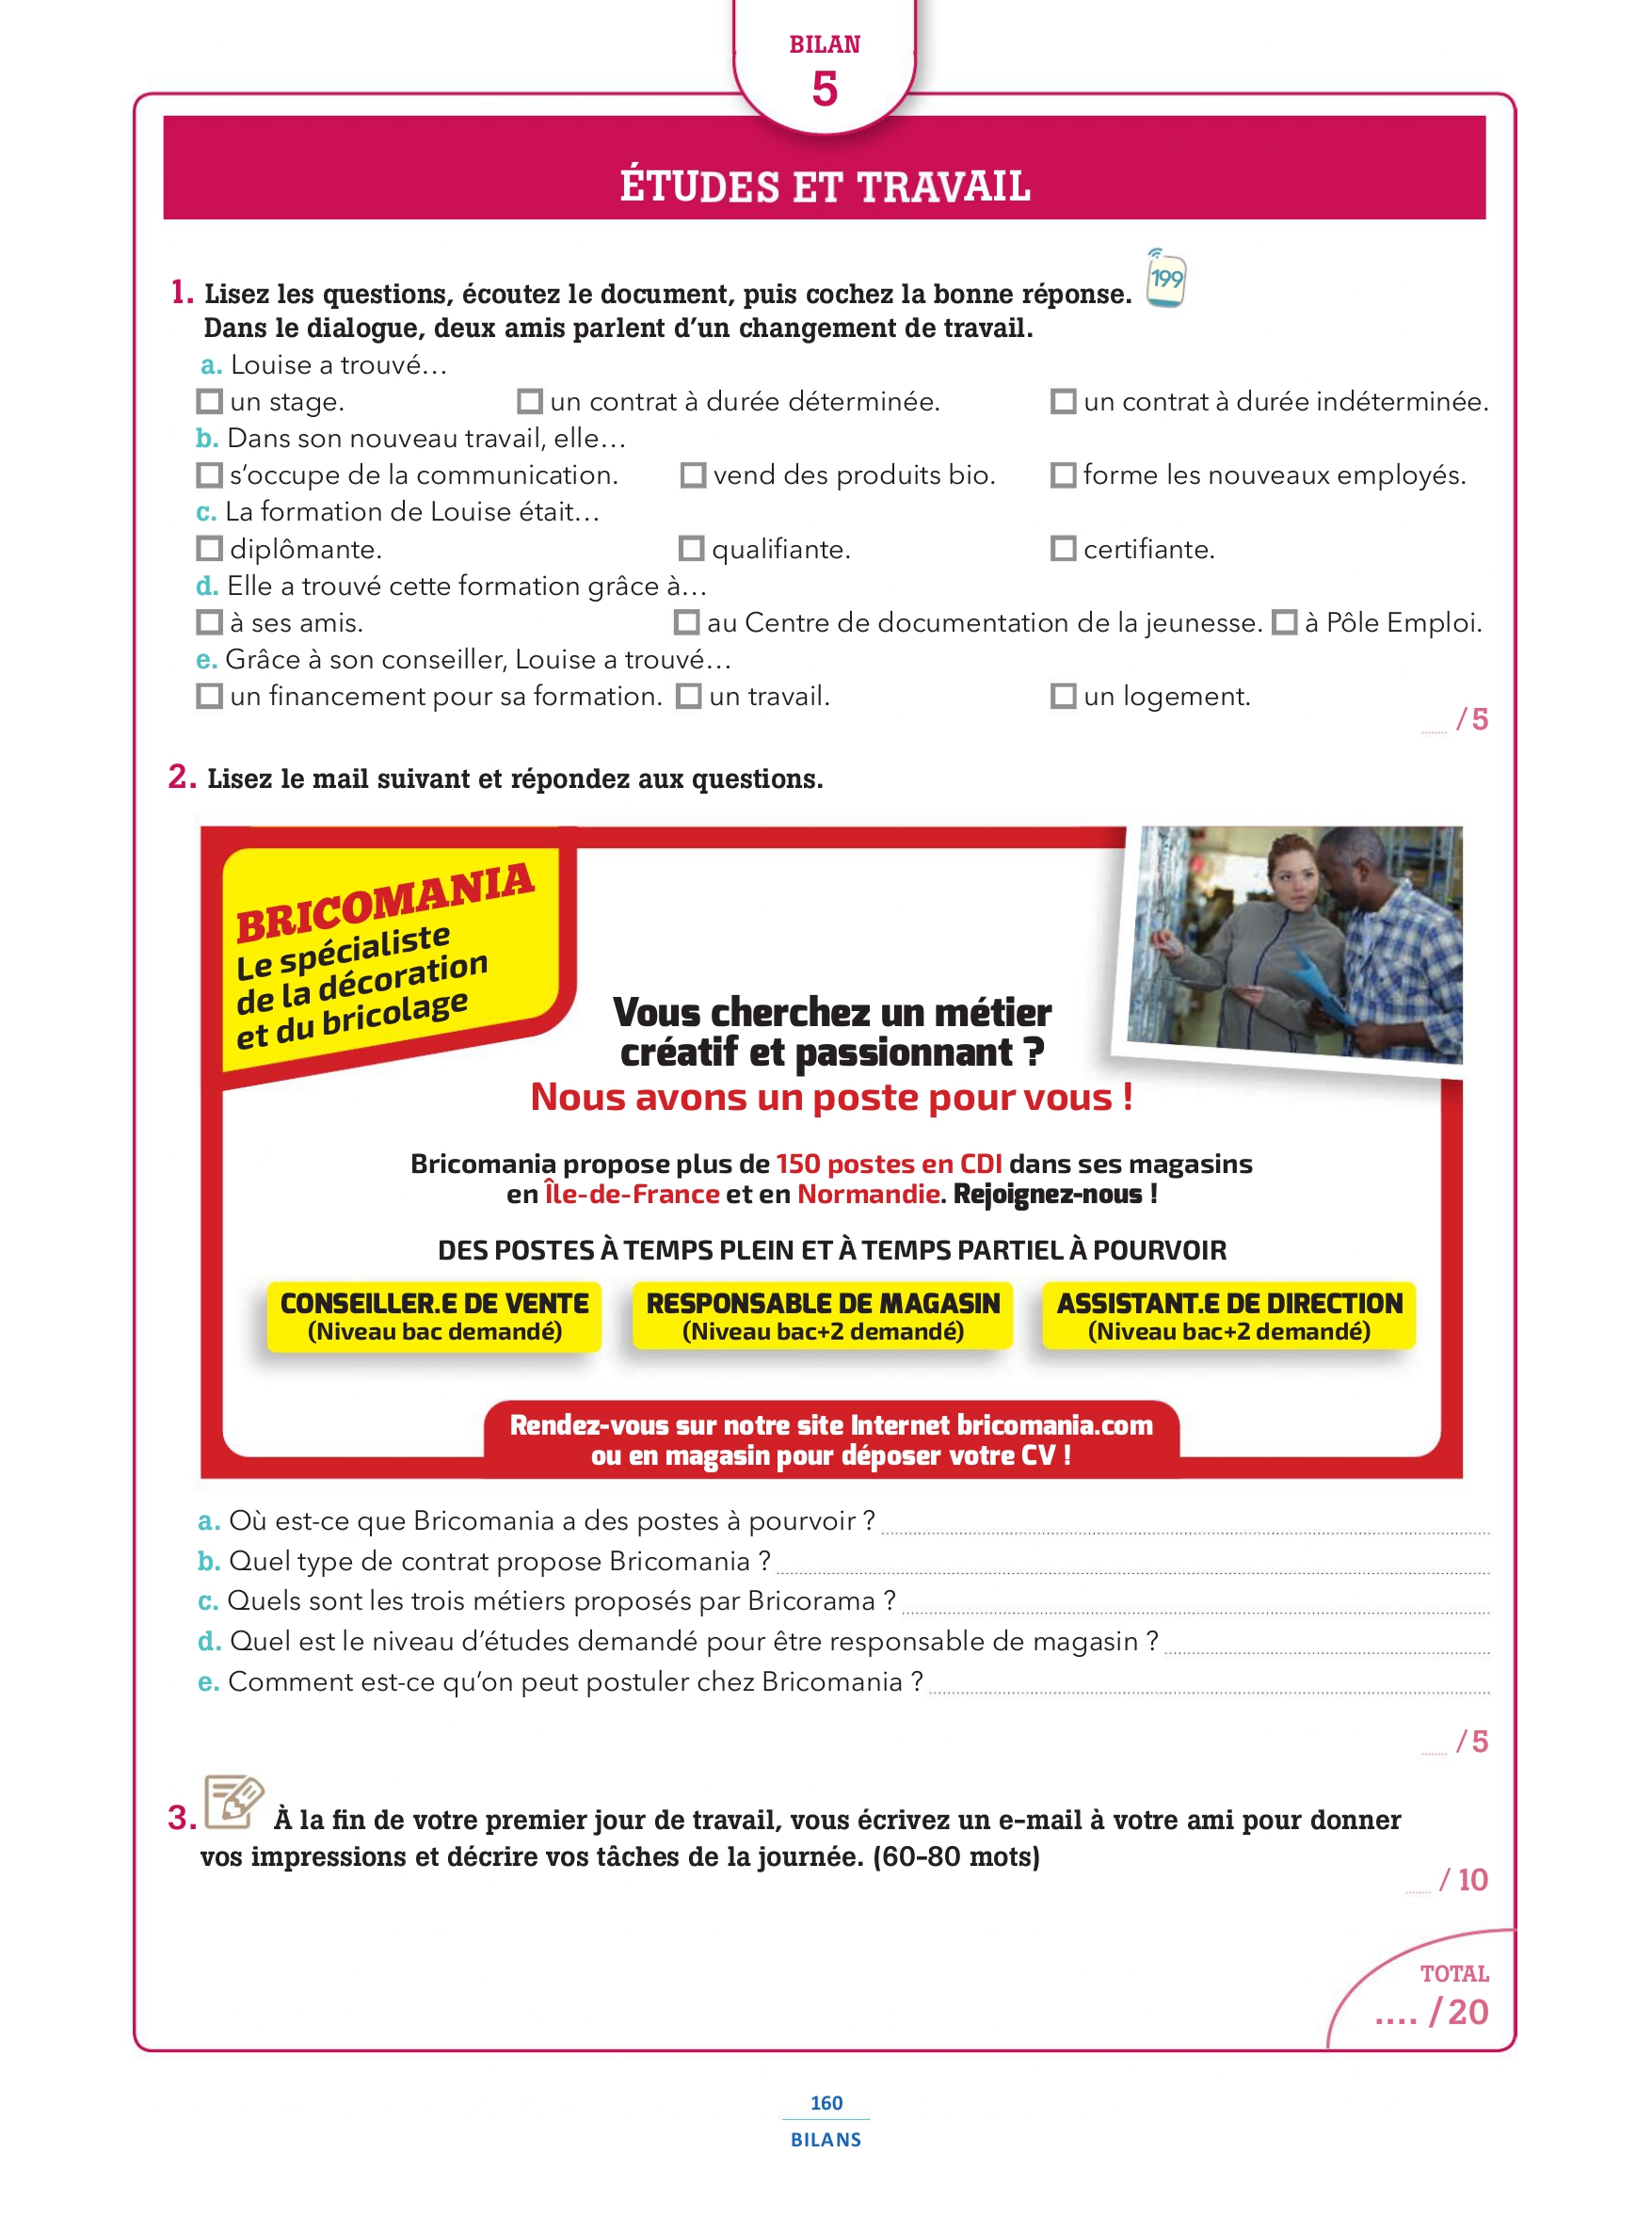 BILAN
5
ÉTUDES ET TRAVAIL
1. Lisez les questions, écoutez le document, puis cochez la bonne réponse. 199
Dans le dialogue, deux amis parlent d’un changement de travail.
a. Louise a trouvé…
un stage. un contrat à durée déterminée. un contrat à durée indéterminée.
b. Dans son nouveau travail, elle…
s’occupe de la communication. vend des produits bio. forme les nouveaux employés.
c. La formation de Louise était…
diplômante. qualifiante. certifiante.
d. Elle a trouvé cette formation grâce à…
à ses amis. au Centre de documentation de la jeunesse. à Pôle Emploi.
e. Grâce à son conseiller, Louise a trouvé…
un financement pour sa formation. un travail. un logement.
/5
2. Lisez le mail suivant et répondez aux questions.
BRICOMANIA
Le spécialiste
de la décoration
et du bricolage
Vous cherchez un métier
créatif et passionnant ?
Nous avons un poste pour vous !
Bricomania propose plus de 150 postes en CDI dans ses magasins
en Île-de-France et en Normandie. Rejoignez-nous !
DES POSTES À TEMPS PLEIN ET À TEMPS PARTIEL À POURVOIR
CONSEILLER.E DE VENTE
(Niveau bac demandé)
RESPONSABLE DE MAGASIN
(Niveau bac+2 demandé)
ASSISTANT.E DE DIRECTION
(Niveau bac+2 demandé)
Rendez-vous sur notre site Internet bricomania.com
ou en magasin pour déposer votre CV !
a. Où est-ce que Bricomania a des postes à pourvoir ?
b. Quel type de contrat propose Bricomania ?
c. Quels sont les trois métiers proposés par Bricorama ?
d. Quel est le niveau d’études demandé pour être responsable de magasin ?
e. Comment est-ce qu’on peut postuler chez Bricomania ?
/5
3. À la fin de votre premier jour de travail, vous écrivez un e-mail à votre ami pour donner
vos impressions et décrire vos tâches de la journée. (60-80 mots)
/ 10
TOTAL
.... /20
160
BILANS